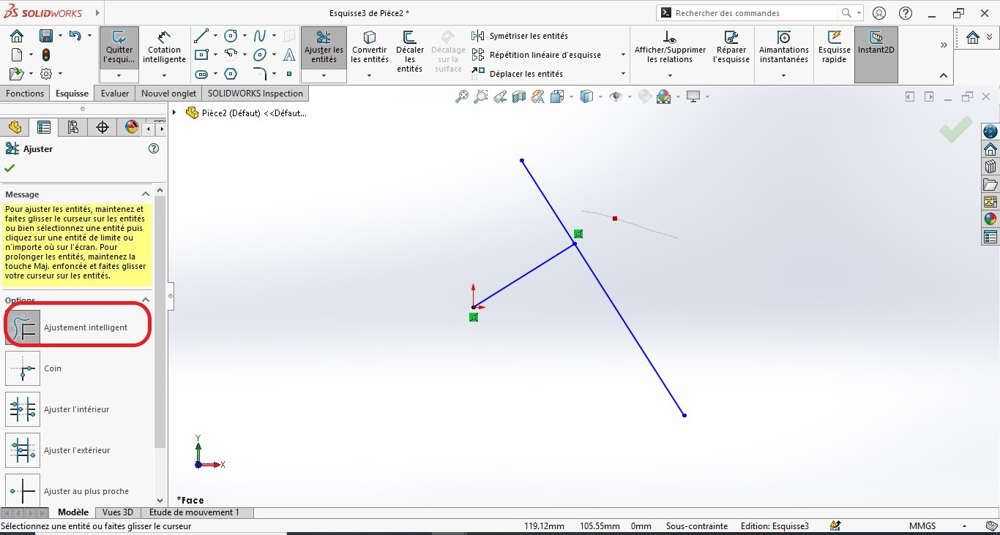 SOLIDWORKS
Esquisse3 de Pièce2 *
Rechercher des commandes
Quitter l'esqui...
Cotation intelligente
Ajuster les entités
Convertir les entités
Décaler les entités
Décalage sur la surface
Symétriser les entités
Répétition linéaire d'esquisse
Déplacer les entités
Afficher/Supprimer les relations
Réparer l'esquisse
Aimantations instantanées
Esquisse rapide
Instant2D
Fonctions
Esquisse
Evaluer
Nouvel onglet
SOLIDWORKS Inspection
Pièce2 (Défaut) <<Défaut...
Ajuster
Message
Pour ajuster les entités, maintenez et
faites glisser le curseur sur les entités
ou bien sélectionnez une entité puis
cliquez sur une entité de limite ou
n'importe où sur l'écran. Pour
prolonger les entités, maintenez la
touche Maj. enfoncée et faites glisser
votre curseur sur les entités.
Options
Ajustement intelligent
Coin
Ajuster l'intérieur
Ajuster l'extérieur
Ajuster au plus proche
Y
X
*Face
Modèle
Vues 3D
Etude de mouvement 1
Sélectionnez une entité ou faites glisser le curseur
119.12mm
105.55mm
0mm
Sous-contrainte
Edition: Esquisse3
MMGS